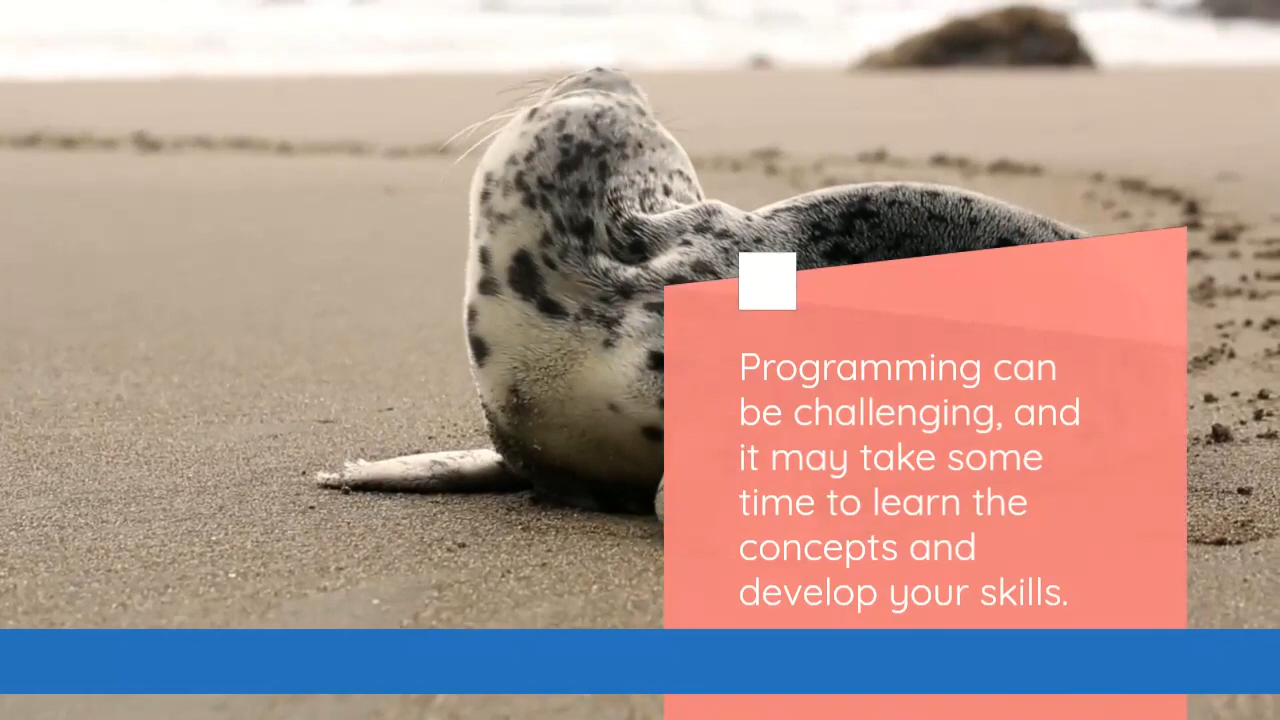 Programming can
be challenging, and
it may take some
time to learn the
concepts and
develop your skills.